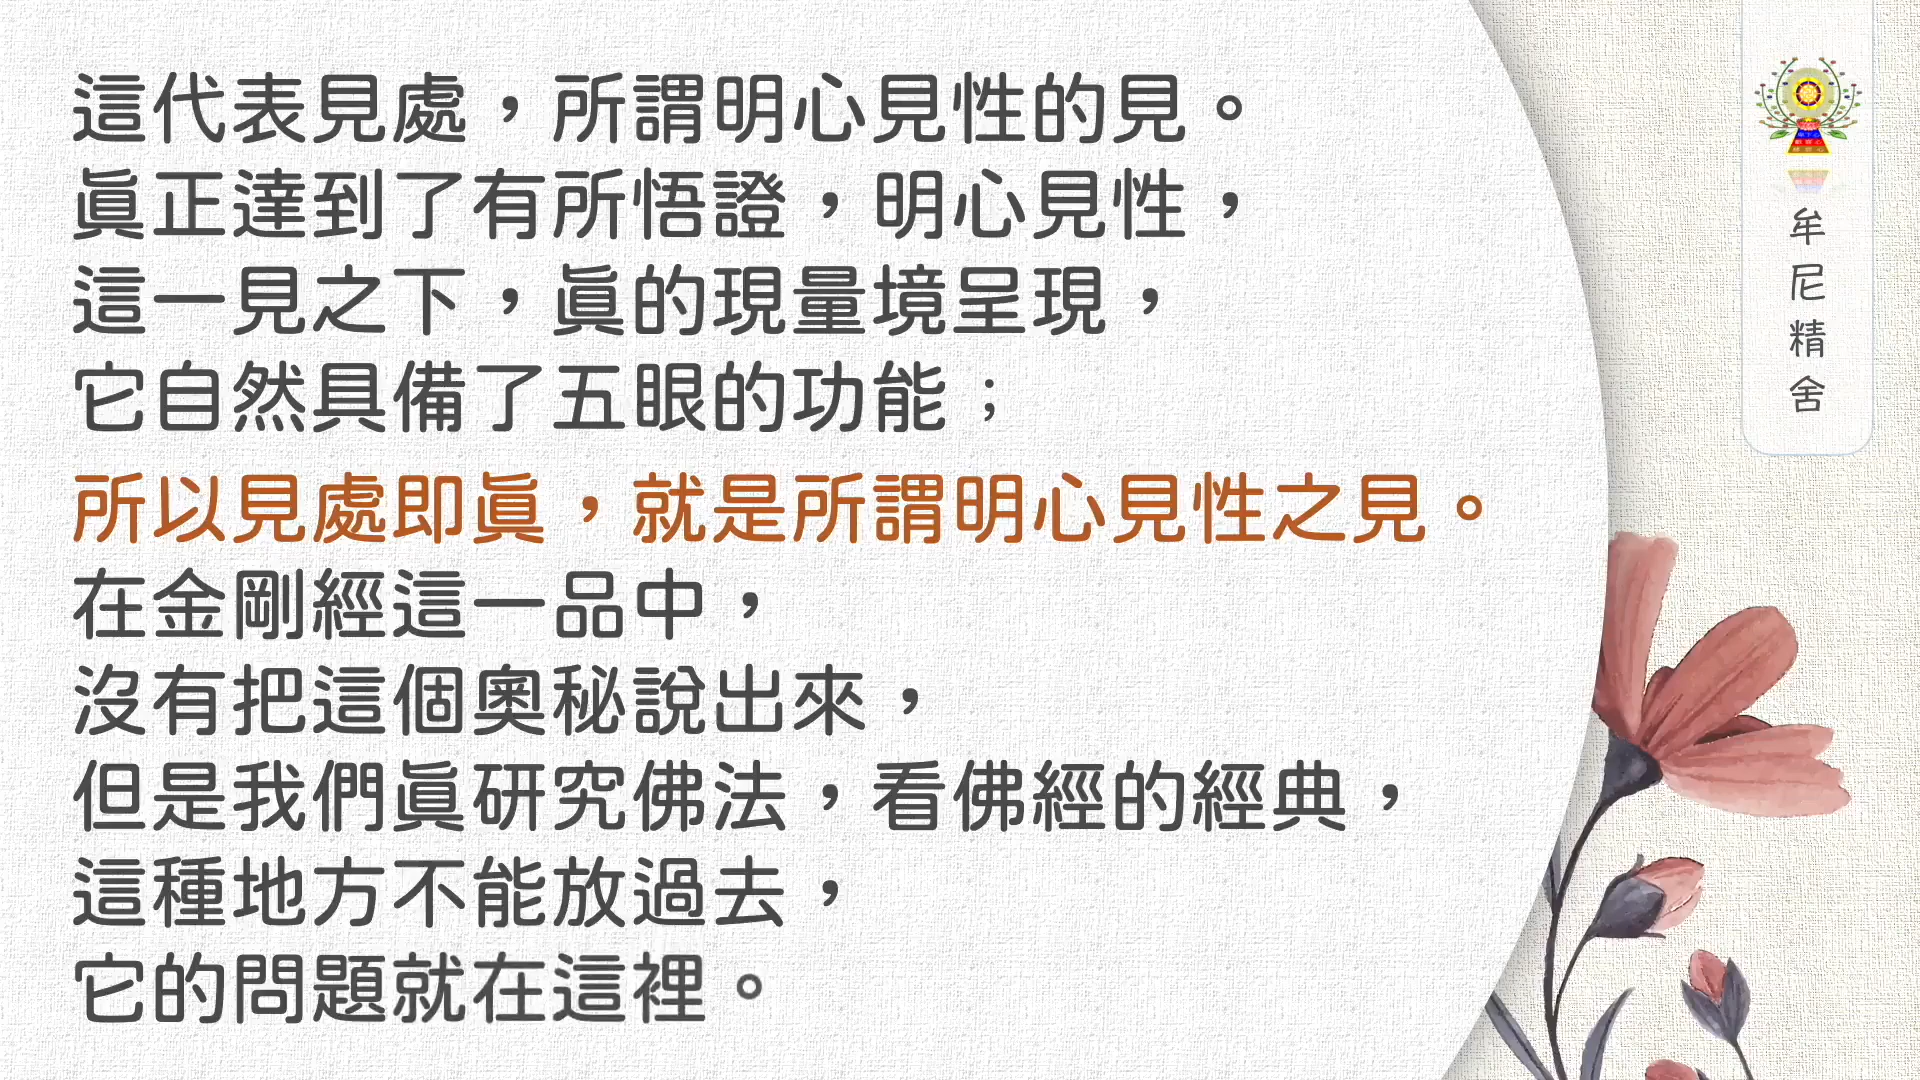 這代表見處，所謂明心見性的見。
眞正達到了有所悟證，明心見性，
這一見之下，眞的現量境呈現，
它自然具備了五眼的功能；
所以見處即眞，就是所謂明心見性之見。
在金剛經這一品中，
沒有把這個奧秘說出來，
但是我們眞研究佛法，看佛經的經典，
這種地方不能放過去，
它的問題就在這裡。
牟尼精舍